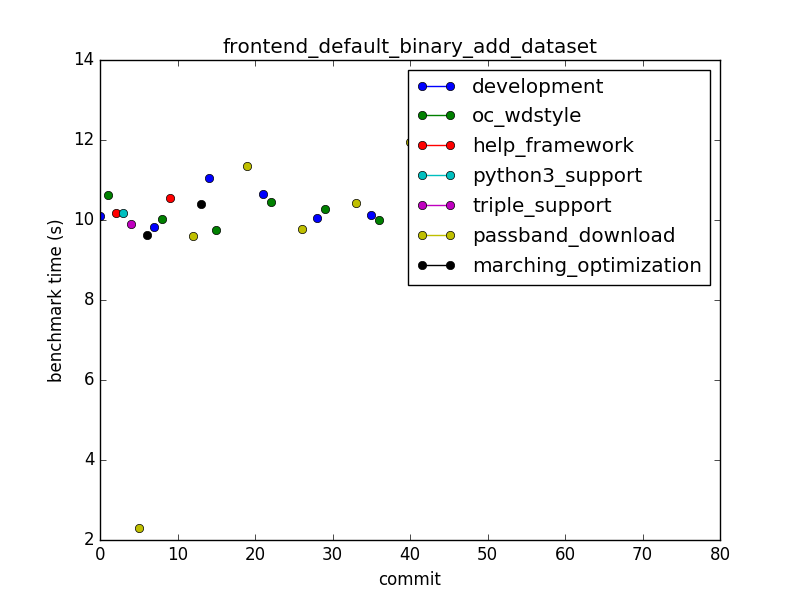 frontend_default_binary_add_dataset
14
12
10
8
6
4
2
benchmark time (s)
development
oc_wdstyle
help_framework
python3_support
triple_support
passband_download
marching_optimization
0 10 20 30 40 50 60 70 80
commit